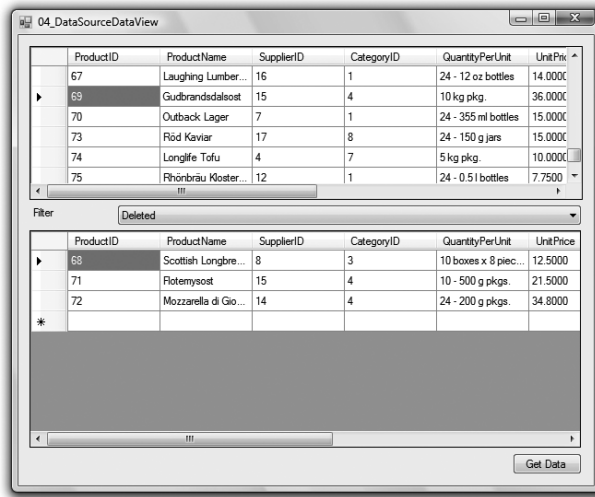 04_DataSourceDataView
ProductID ProductName SupplierID CategoryID QuantityPerUnit UnitPric
67 Laughing Lumber... 16 1 24 - 12 oz bottles 14.0000
69 Gudbrandsdalsost 15 4 10 kg pkg. 36.0000
70 Outback Lager 7 1 24 - 355 ml bottles 15.0000
73 Röd Kaviar 17 8 24 - 150 g jars 15.0000
74 Longlife Tofu 4 7 5 kg pkg. 10.0000
75 Rhönbräu Kloster... 12 1 24 - 0.5 l bottles 7.7500
Filter Deleted
ProductID ProductName SupplierID CategoryID QuantityPerUnit UnitPrice
68 Scottish Longbre... 8 3 10 boxes x 8 piec... 12.5000
71 Flotemysost 15 4 10 - 500 g pkgs. 21.5000
72 Mozzarella di Gio... 14 4 24 - 200 g pkgs. 34.8000
Get Data